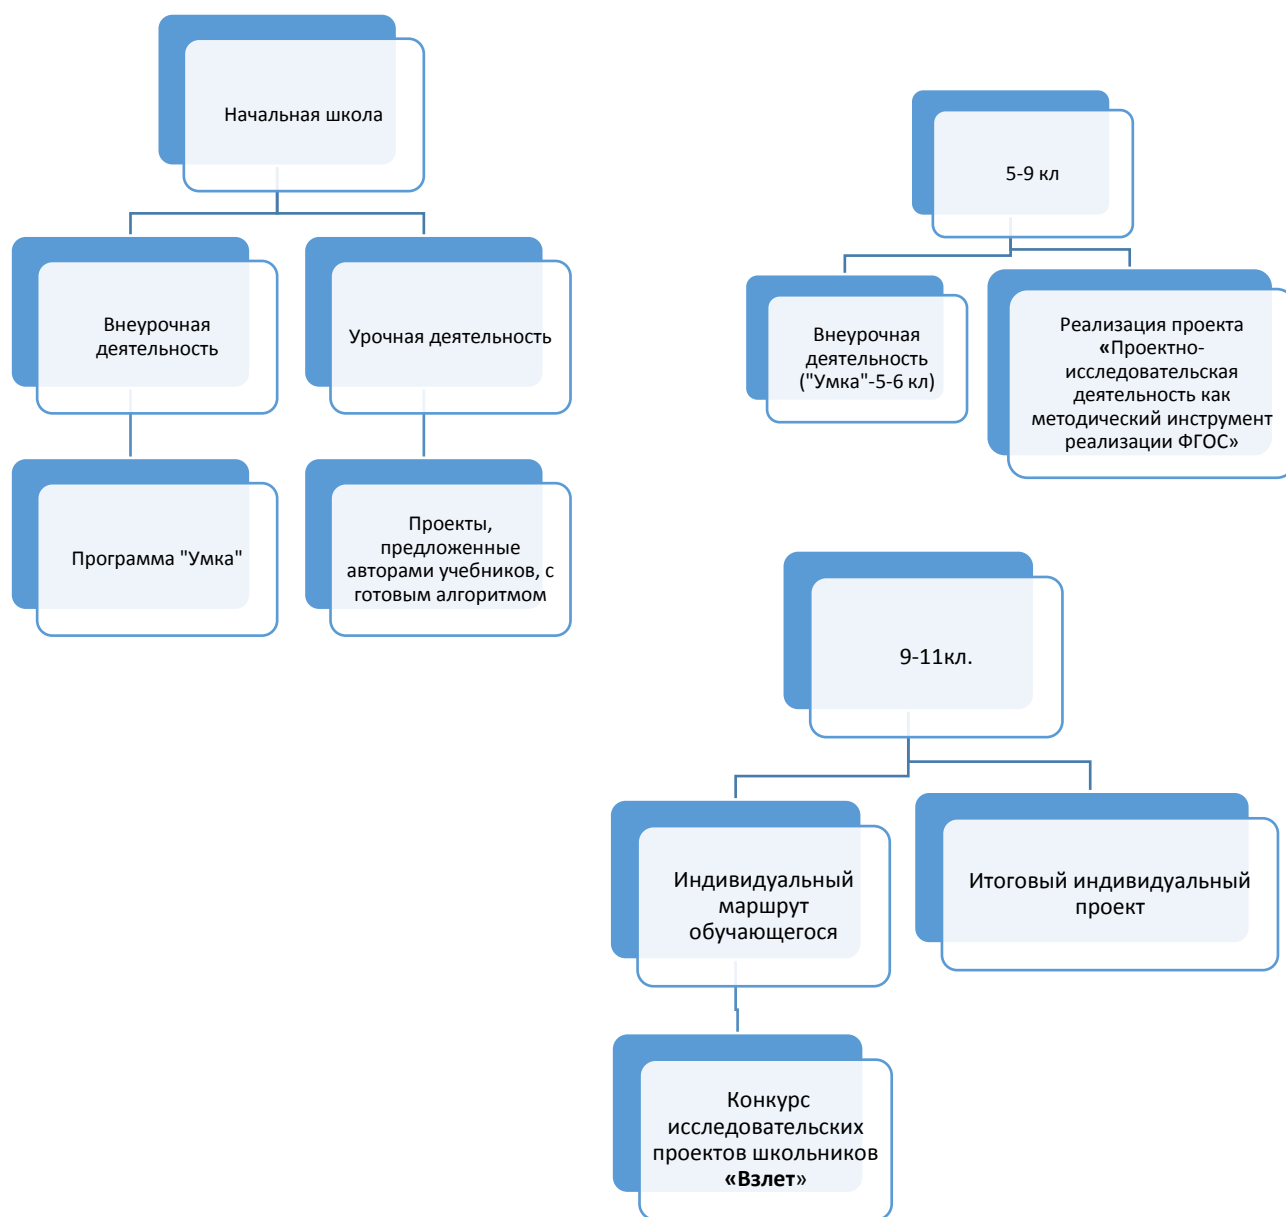 Начальная школа
Внеурочная
деятельность
Урочная деятельность
Программа "Умка"
Проекты,
предложенные
авторами учебников, с
готовым алгоритмом
5-9 кл
Внеурочная
деятельность
("Умка"-5-6 кл)
Реализация проекта
«Проектно-
исследовательская
деятельность как
методический инструмент
реализации ФГОС»
9-11кл.
Индивидуальный
маршрут
обучающегося
Итоговый индивидуальный
проект
Конкурс
исследовательских
проектов школьников
«Взлет»